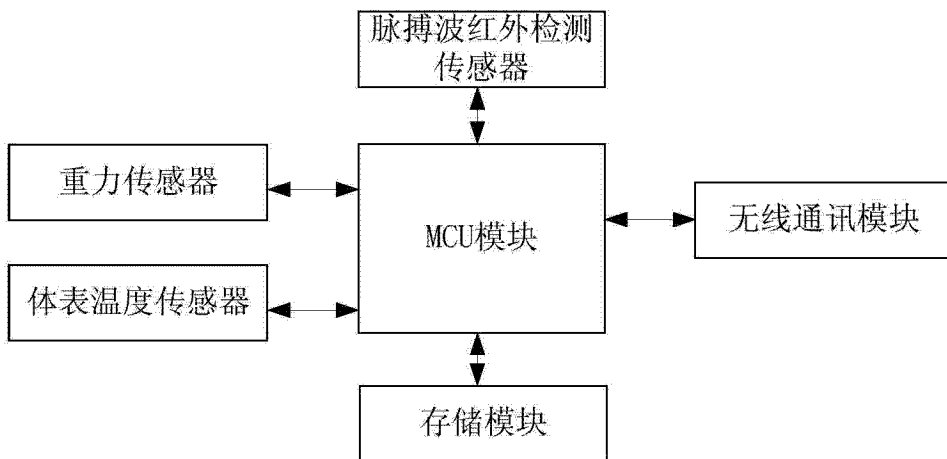 脉搏波红外检测
传感器
重力传感器
MCU模块
无线通讯模块
体表温度传感器
存储模块